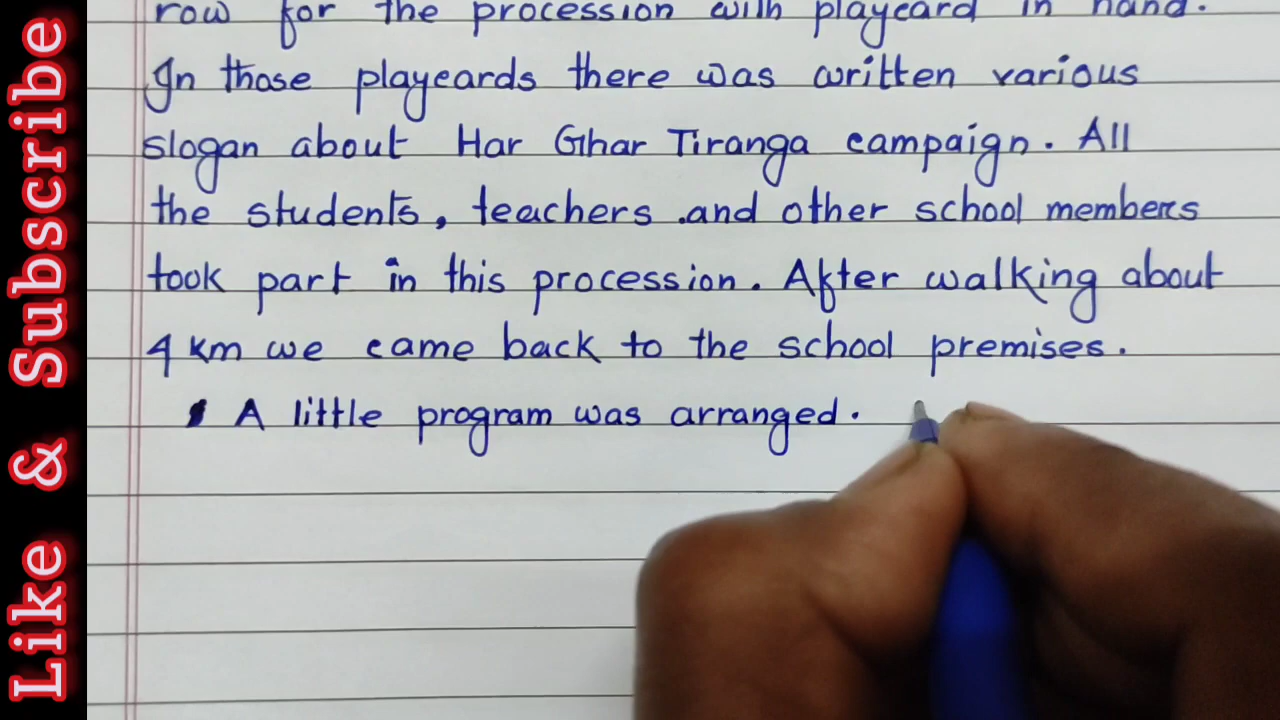 row for the procession with playcard in hand.
In those playcards there was written various
slogan about Har Ghar Tiranga campaign. All
the students, teachers and other school members
took part in this procession. After walking about
4 km we came back to the school premises.
A little program was arranged.
Like & Subscribe